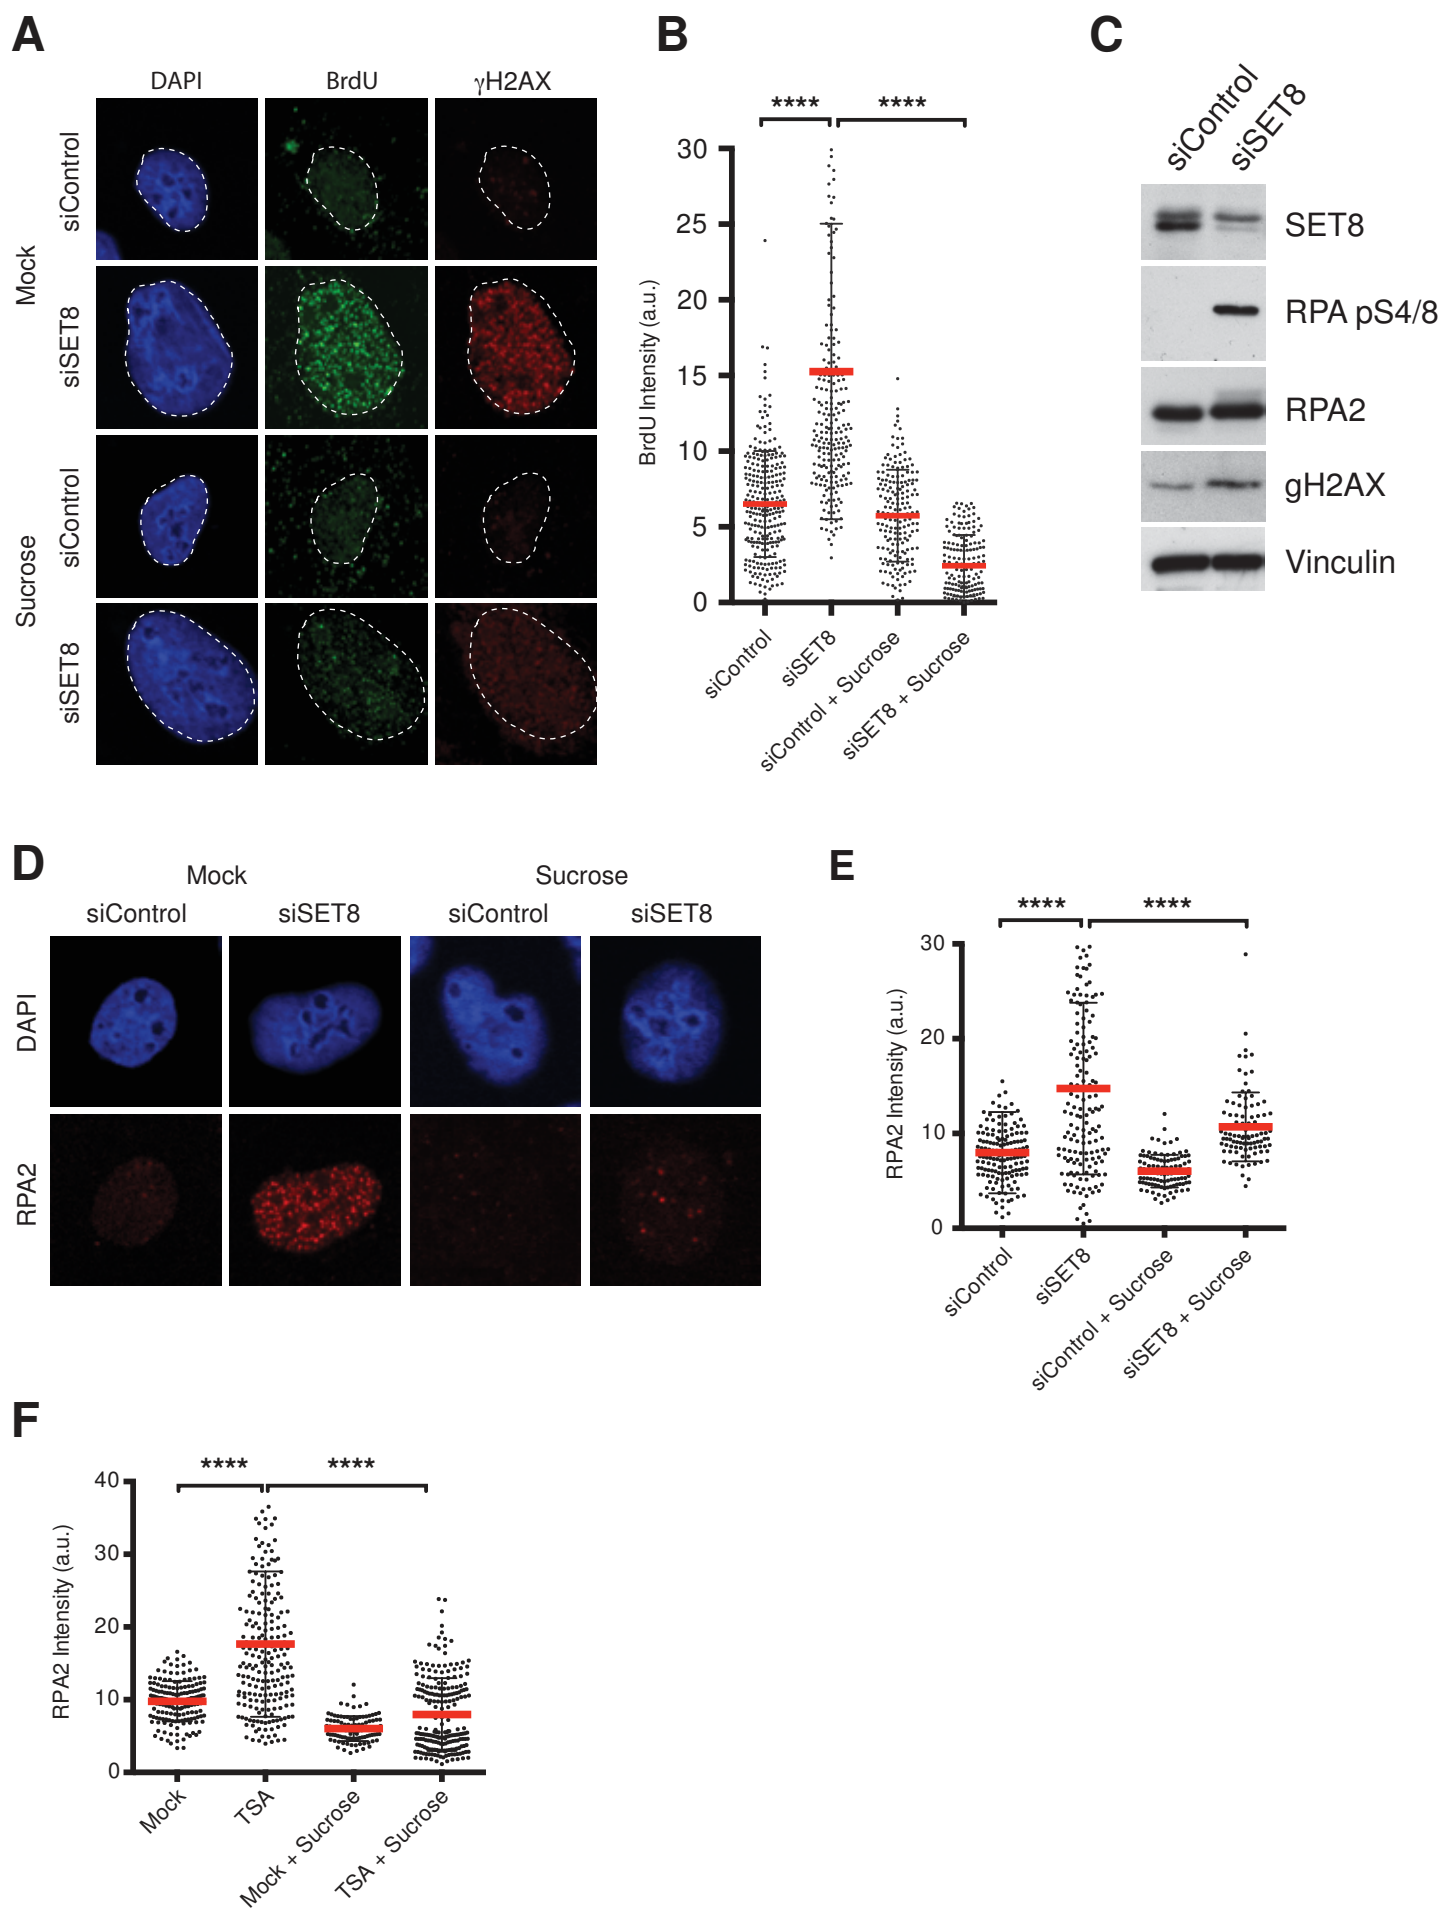 A
DAPI BrdU γH2AX
Mock
siControl
siSET8
Sucrose
siControl
siSET8
B
**** ****
BrdU Intensity (a.u.)
30
25
20
15
10
5
0
siControl
siSET8
siControl + Sucrose
siSET8 + Sucrose
C
siControl
siSET8
SET8
RPA pS4/8
RPA2
gH2AX
Vinculin
D
Mock Sucrose
siControl siSET8 siControl siSET8
DAPI
RPA2
E
**** ****
RPA2 Intensity (a.u.)
30
20
10
0
siControl
siSET8
siControl + Sucrose
siSET8 + Sucrose
F
**** ****
RPA2 Intensity (a.u.)
40
30
20
10
0
Mock
TSA
Mock + Sucrose
TSA + Sucrose